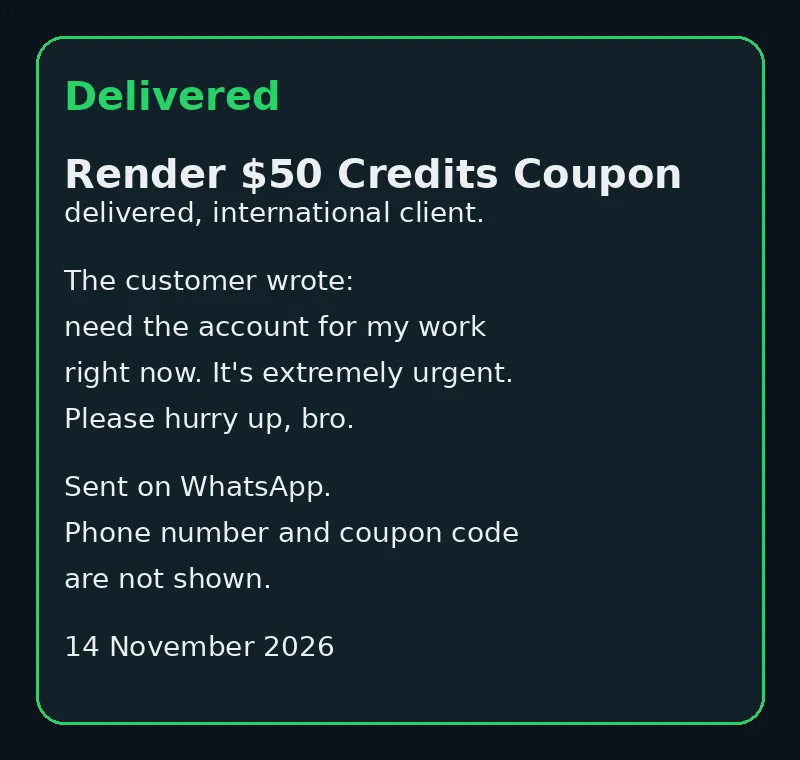 Delivered
Render $50 Credits Coupon
delivered, international client.
The customer wrote:
need the account for my work
right now. It's extremely urgent.
Please hurry up, bro.
Sent on WhatsApp.
Phone number and coupon code
are not shown.
14 November 2026